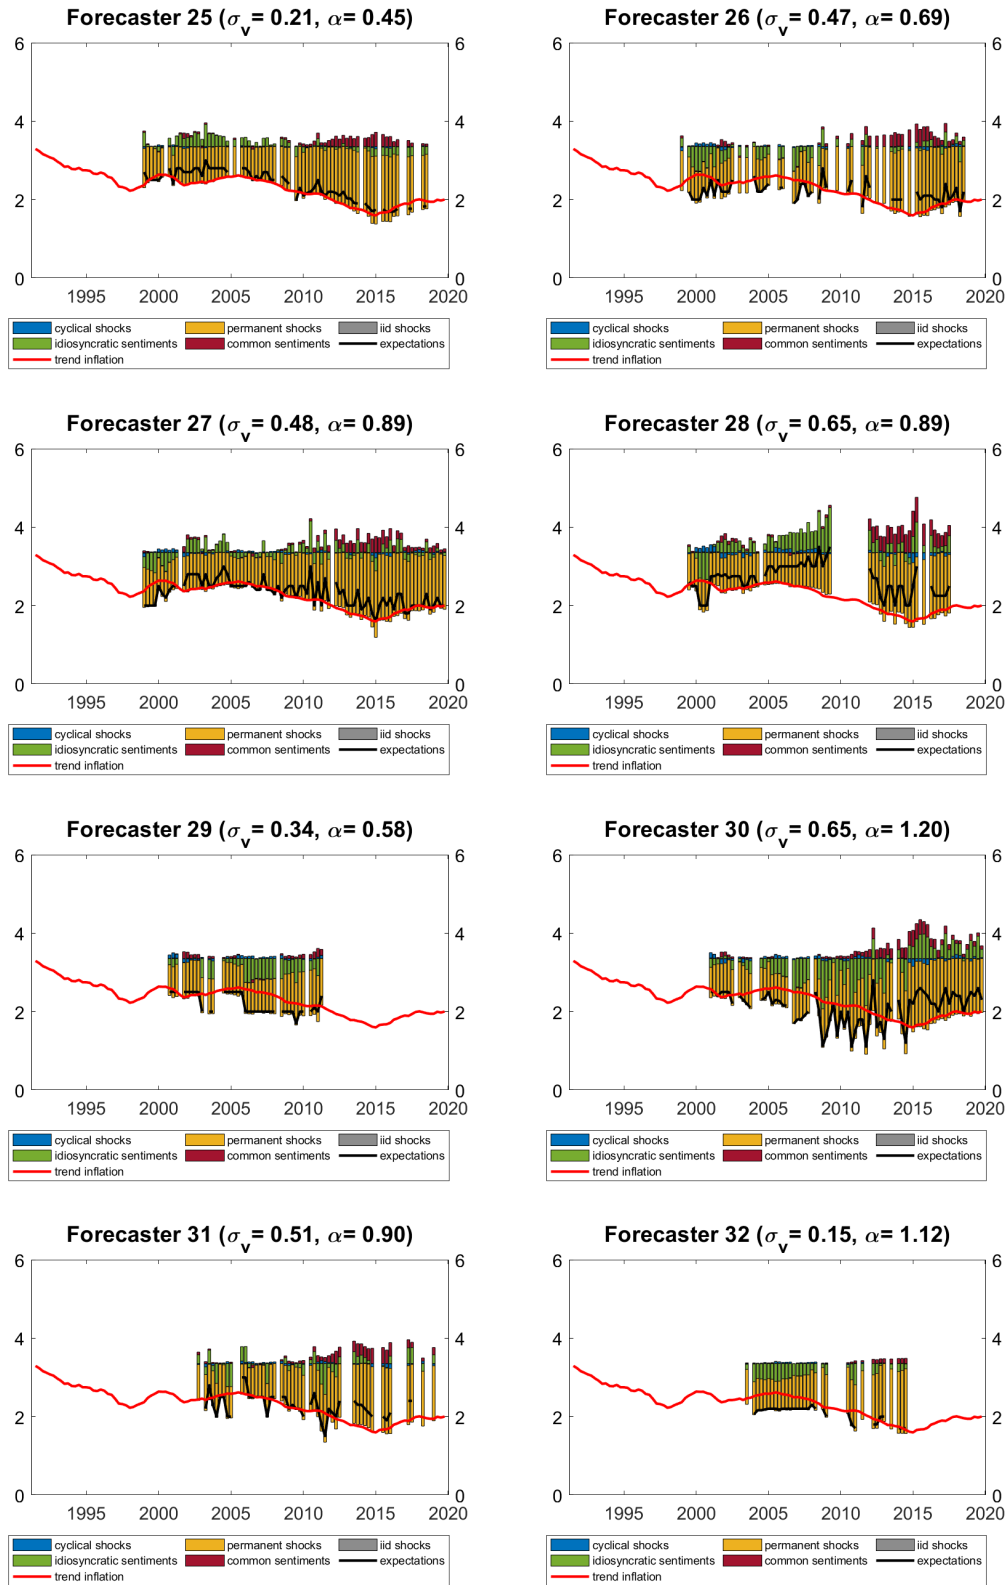 Forecaster 25 (σv= 0.21, α= 0.45)
6 6
4 4
2 2
0 0
1995 2000 2005 2010 2015 2020
cyclical shocks permanent shocks iid shocks
idiosyncratic sentiments common sentiments expectations
trend inflation
Forecaster 26 (σv= 0.47, α= 0.69)
6 6
4 4
2 2
0 0
1995 2000 2005 2010 2015 2020
cyclical shocks permanent shocks iid shocks
idiosyncratic sentiments common sentiments expectations
trend inflation
Forecaster 27 (σv= 0.48, α= 0.89)
6 6
4 4
2 2
0 0
1995 2000 2005 2010 2015 2020
cyclical shocks permanent shocks iid shocks
idiosyncratic sentiments common sentiments expectations
trend inflation
Forecaster 28 (σv= 0.65, α= 0.89)
6 6
4 4
2 2
0 0
1995 2000 2005 2010 2015 2020
cyclical shocks permanent shocks iid shocks
idiosyncratic sentiments common sentiments expectations
trend inflation
Forecaster 29 (σv= 0.34, α= 0.58)
6 6
4 4
2 2
0 0
1995 2000 2005 2010 2015 2020
cyclical shocks permanent shocks iid shocks
idiosyncratic sentiments common sentiments expectations
trend inflation
Forecaster 30 (σv= 0.65, α= 1.20)
6 6
4 4
2 2
0 0
1995 2000 2005 2010 2015 2020
cyclical shocks permanent shocks iid shocks
idiosyncratic sentiments common sentiments expectations
trend inflation
Forecaster 31 (σv= 0.51, α= 0.90)
6 6
4 4
2 2
0 0
1995 2000 2005 2010 2015 2020
cyclical shocks permanent shocks iid shocks
idiosyncratic sentiments common sentiments expectations
trend inflation
Forecaster 32 (σv= 0.15, α= 1.12)
6 6
4 4
2 2
0 0
1995 2000 2005 2010 2015 2020
cyclical shocks permanent shocks iid shocks
idiosyncratic sentiments common sentiments expectations
trend inflation